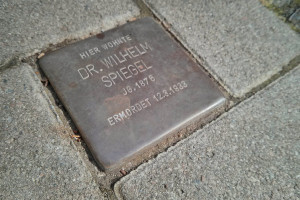 HIER WOHNTE
DR. WILHELM
SPIEGEL
JG. 1876
ERMORDET 12.3.1933